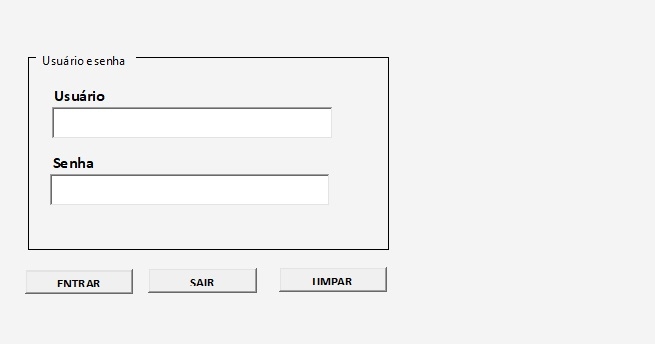 Usuário e senha
Usuário
Senha
ENTRAR
SAIR
LIMPAR